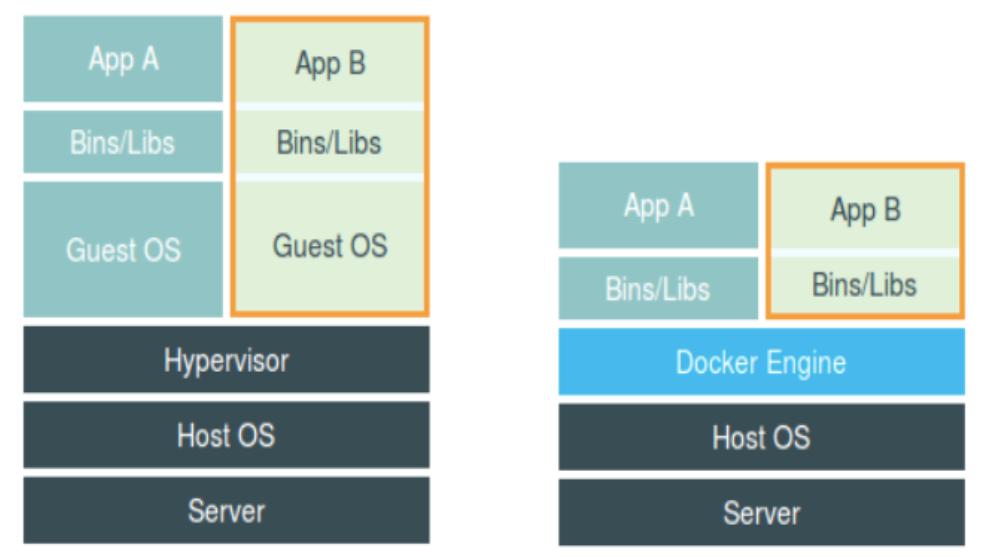 App A
App B
Bins/Libs
Bins/Libs
Guest OS
Guest OS
Hypervisor
Host OS
Server
App A
App B
Bins/Libs
Bins/Libs
Docker Engine
Host OS
Server